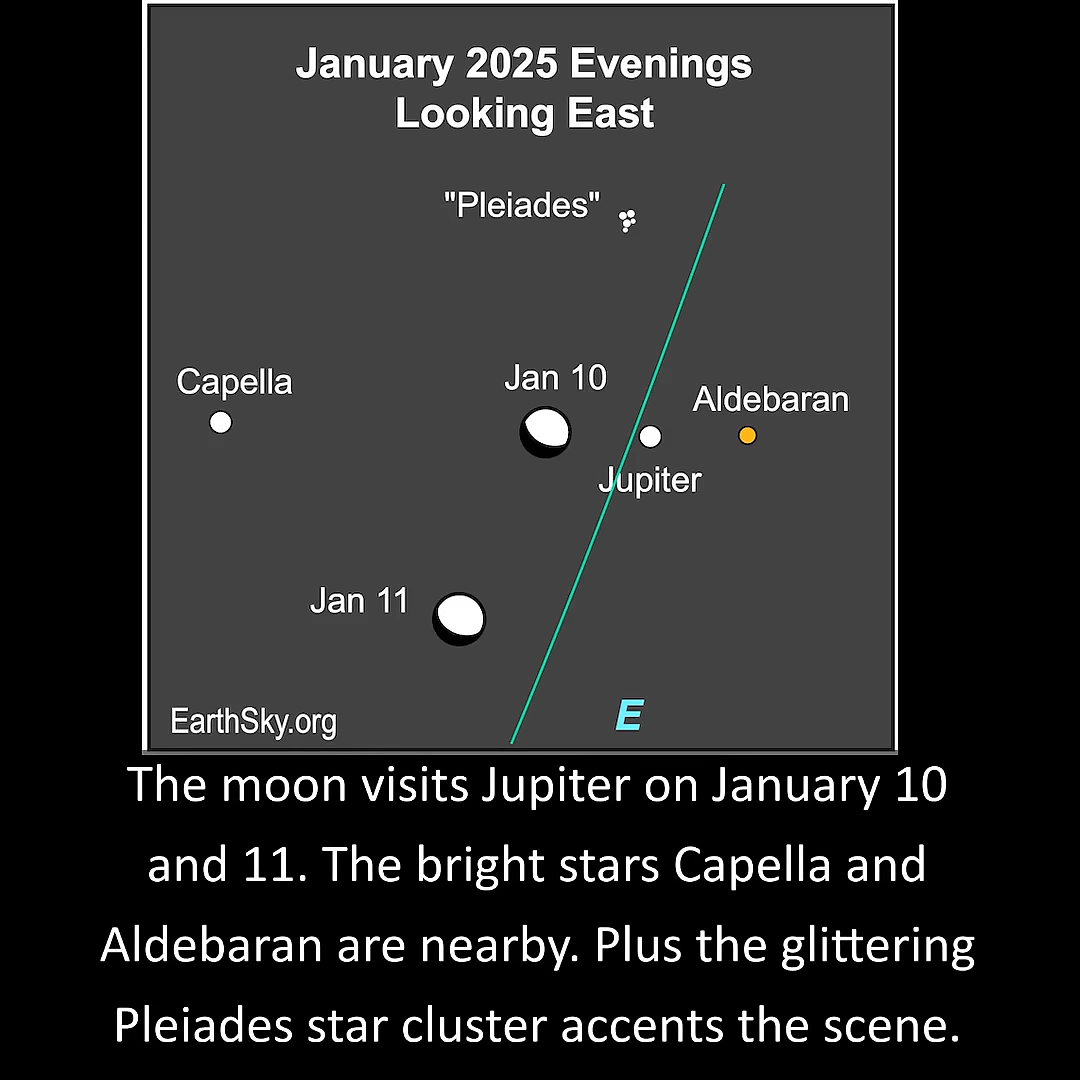 January 2025 Evenings
Looking East
"Pleiades"
Capella
Jan 10
Aldebaran
Jupiter
Jan 11
EarthSky.org
E
The moon visits Jupiter on January 10
and 11. The bright stars Capella and
Aldebaran are nearby. Plus the glittering
Pleiades star cluster accents the scene.